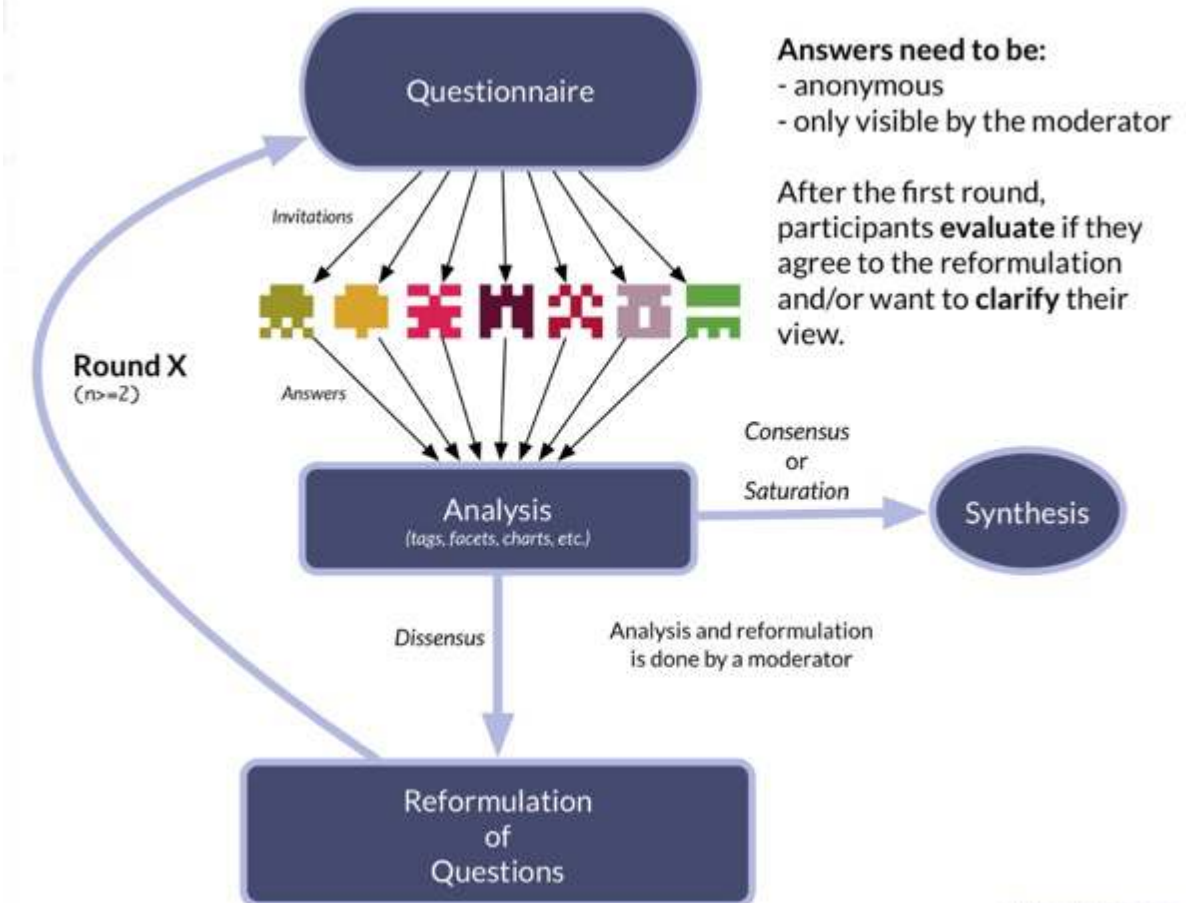 Questionnaire
Answers need to be:
- anonymous
- only visible by the moderator
After the first round,
participants evaluate if they
agree to the reformulation
and/or want to clarify their
view.
Invitations
Round X
(n>=2)
Answers
Consensus
or
Saturation
Analysis
(tags, facets, charts, etc.)
Synthesis
Dissensus
Analysis and reformulation
is done by a moderator
Reformulation
of
Questions